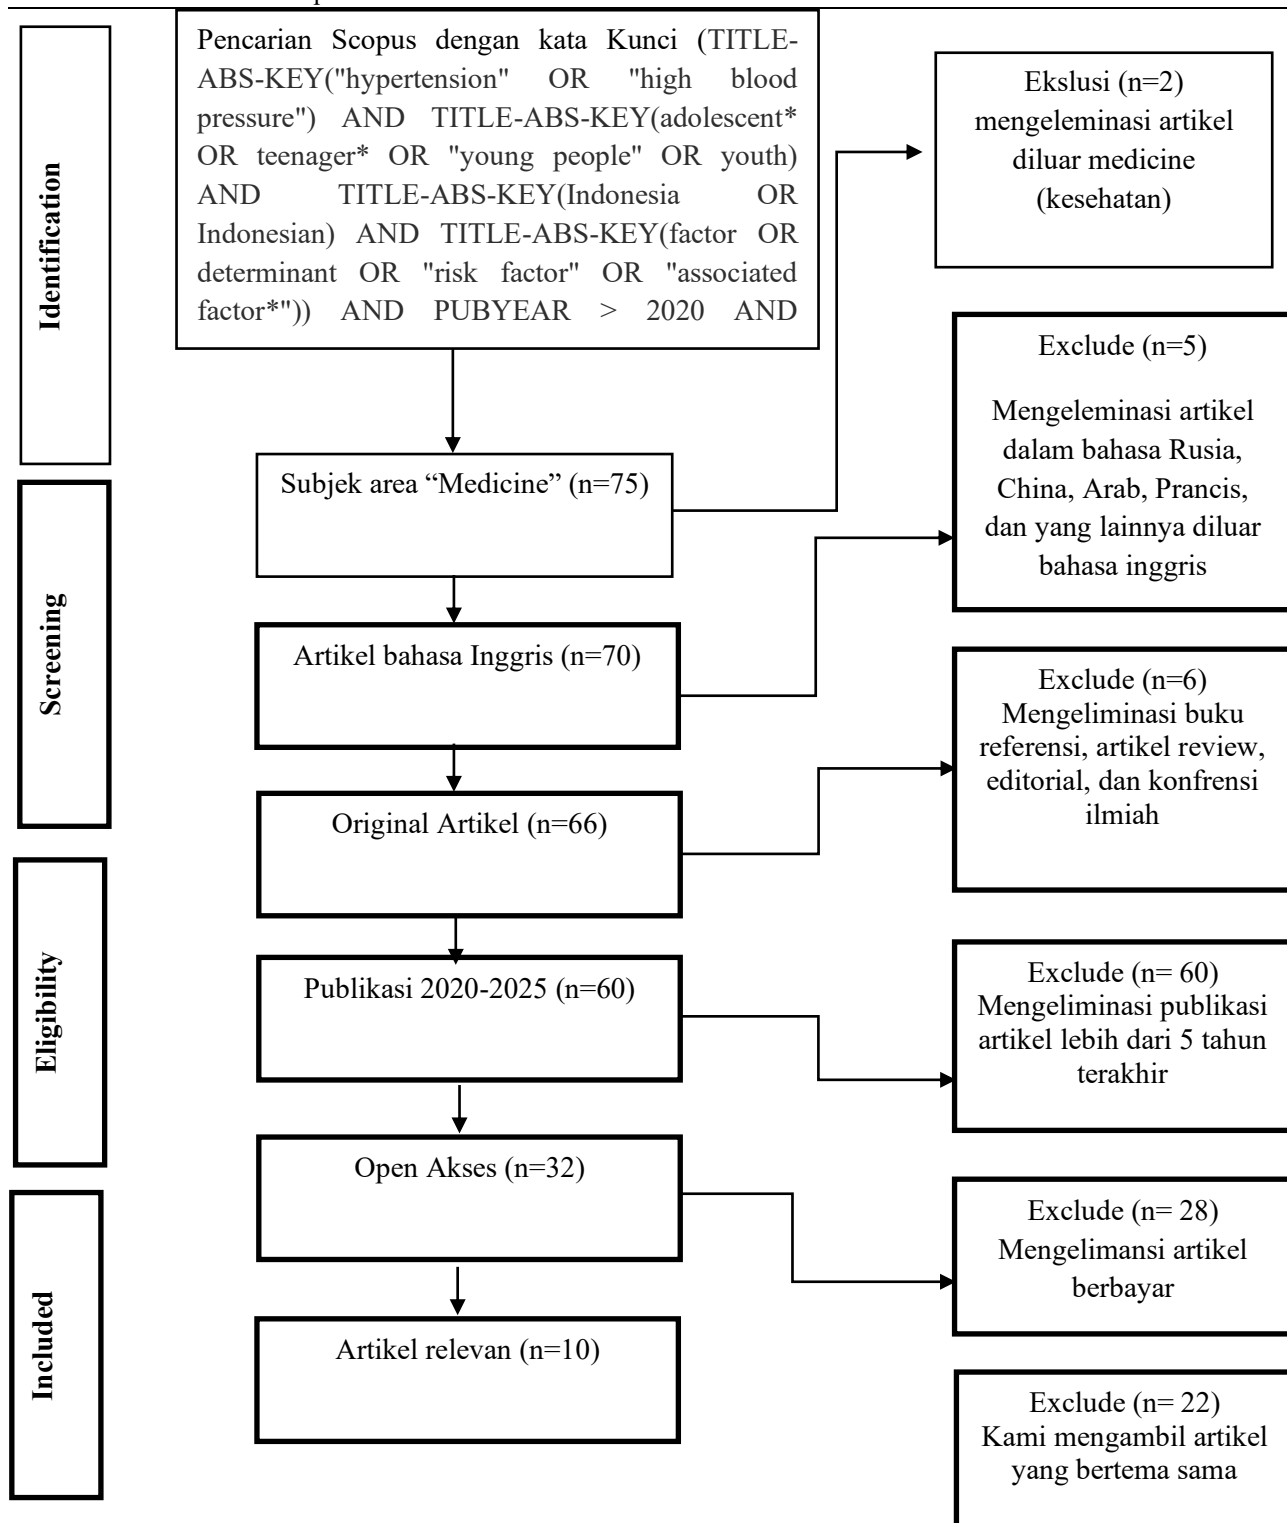 Pencarian Scopus dengan kata Kunci (TITLE-
ABS-KEY("hypertension" OR "high blood
pressure") AND TITLE-ABS-KEY(adolescent*
OR teenager* OR "young people" OR youth)
AND TITLE-ABS-KEY(Indonesia OR
Indonesian) AND TITLE-ABS-KEY(factor OR
determinant OR "risk factor" OR "associated
factor*")) AND PUBYEAR > 2020 AND
Ekslusi (n=2)
mengeleminasi artikel
diluar medicine
(kesehatan)
Identification
Exclude (n=5)
Mengeleminasi artikel
dalam bahasa Rusia,
China, Arab, Prancis,
dan yang lainnya diluar
bahasa inggris
Subjek area “Medicine” (n=75)
Screening
Artikel bahasa Inggris (n=70)
Exclude (n=6)
Mengeliminasi buku
referensi, artikel review,
editorial, dan konfrensi
ilmiah
Original Artikel (n=66)
Eligibility
Publikasi 2020-2025 (n=60)
Exclude (n= 60)
Mengeliminasi publikasi
artikel lebih dari 5 tahun
terakhir
Open Akses (n=32)
Exclude (n= 28)
Mengelimansi artikel
berbayar
Included
Artikel relevan (n=10)
Exclude (n= 22)
Kami mengambil artikel
yang bertema sama